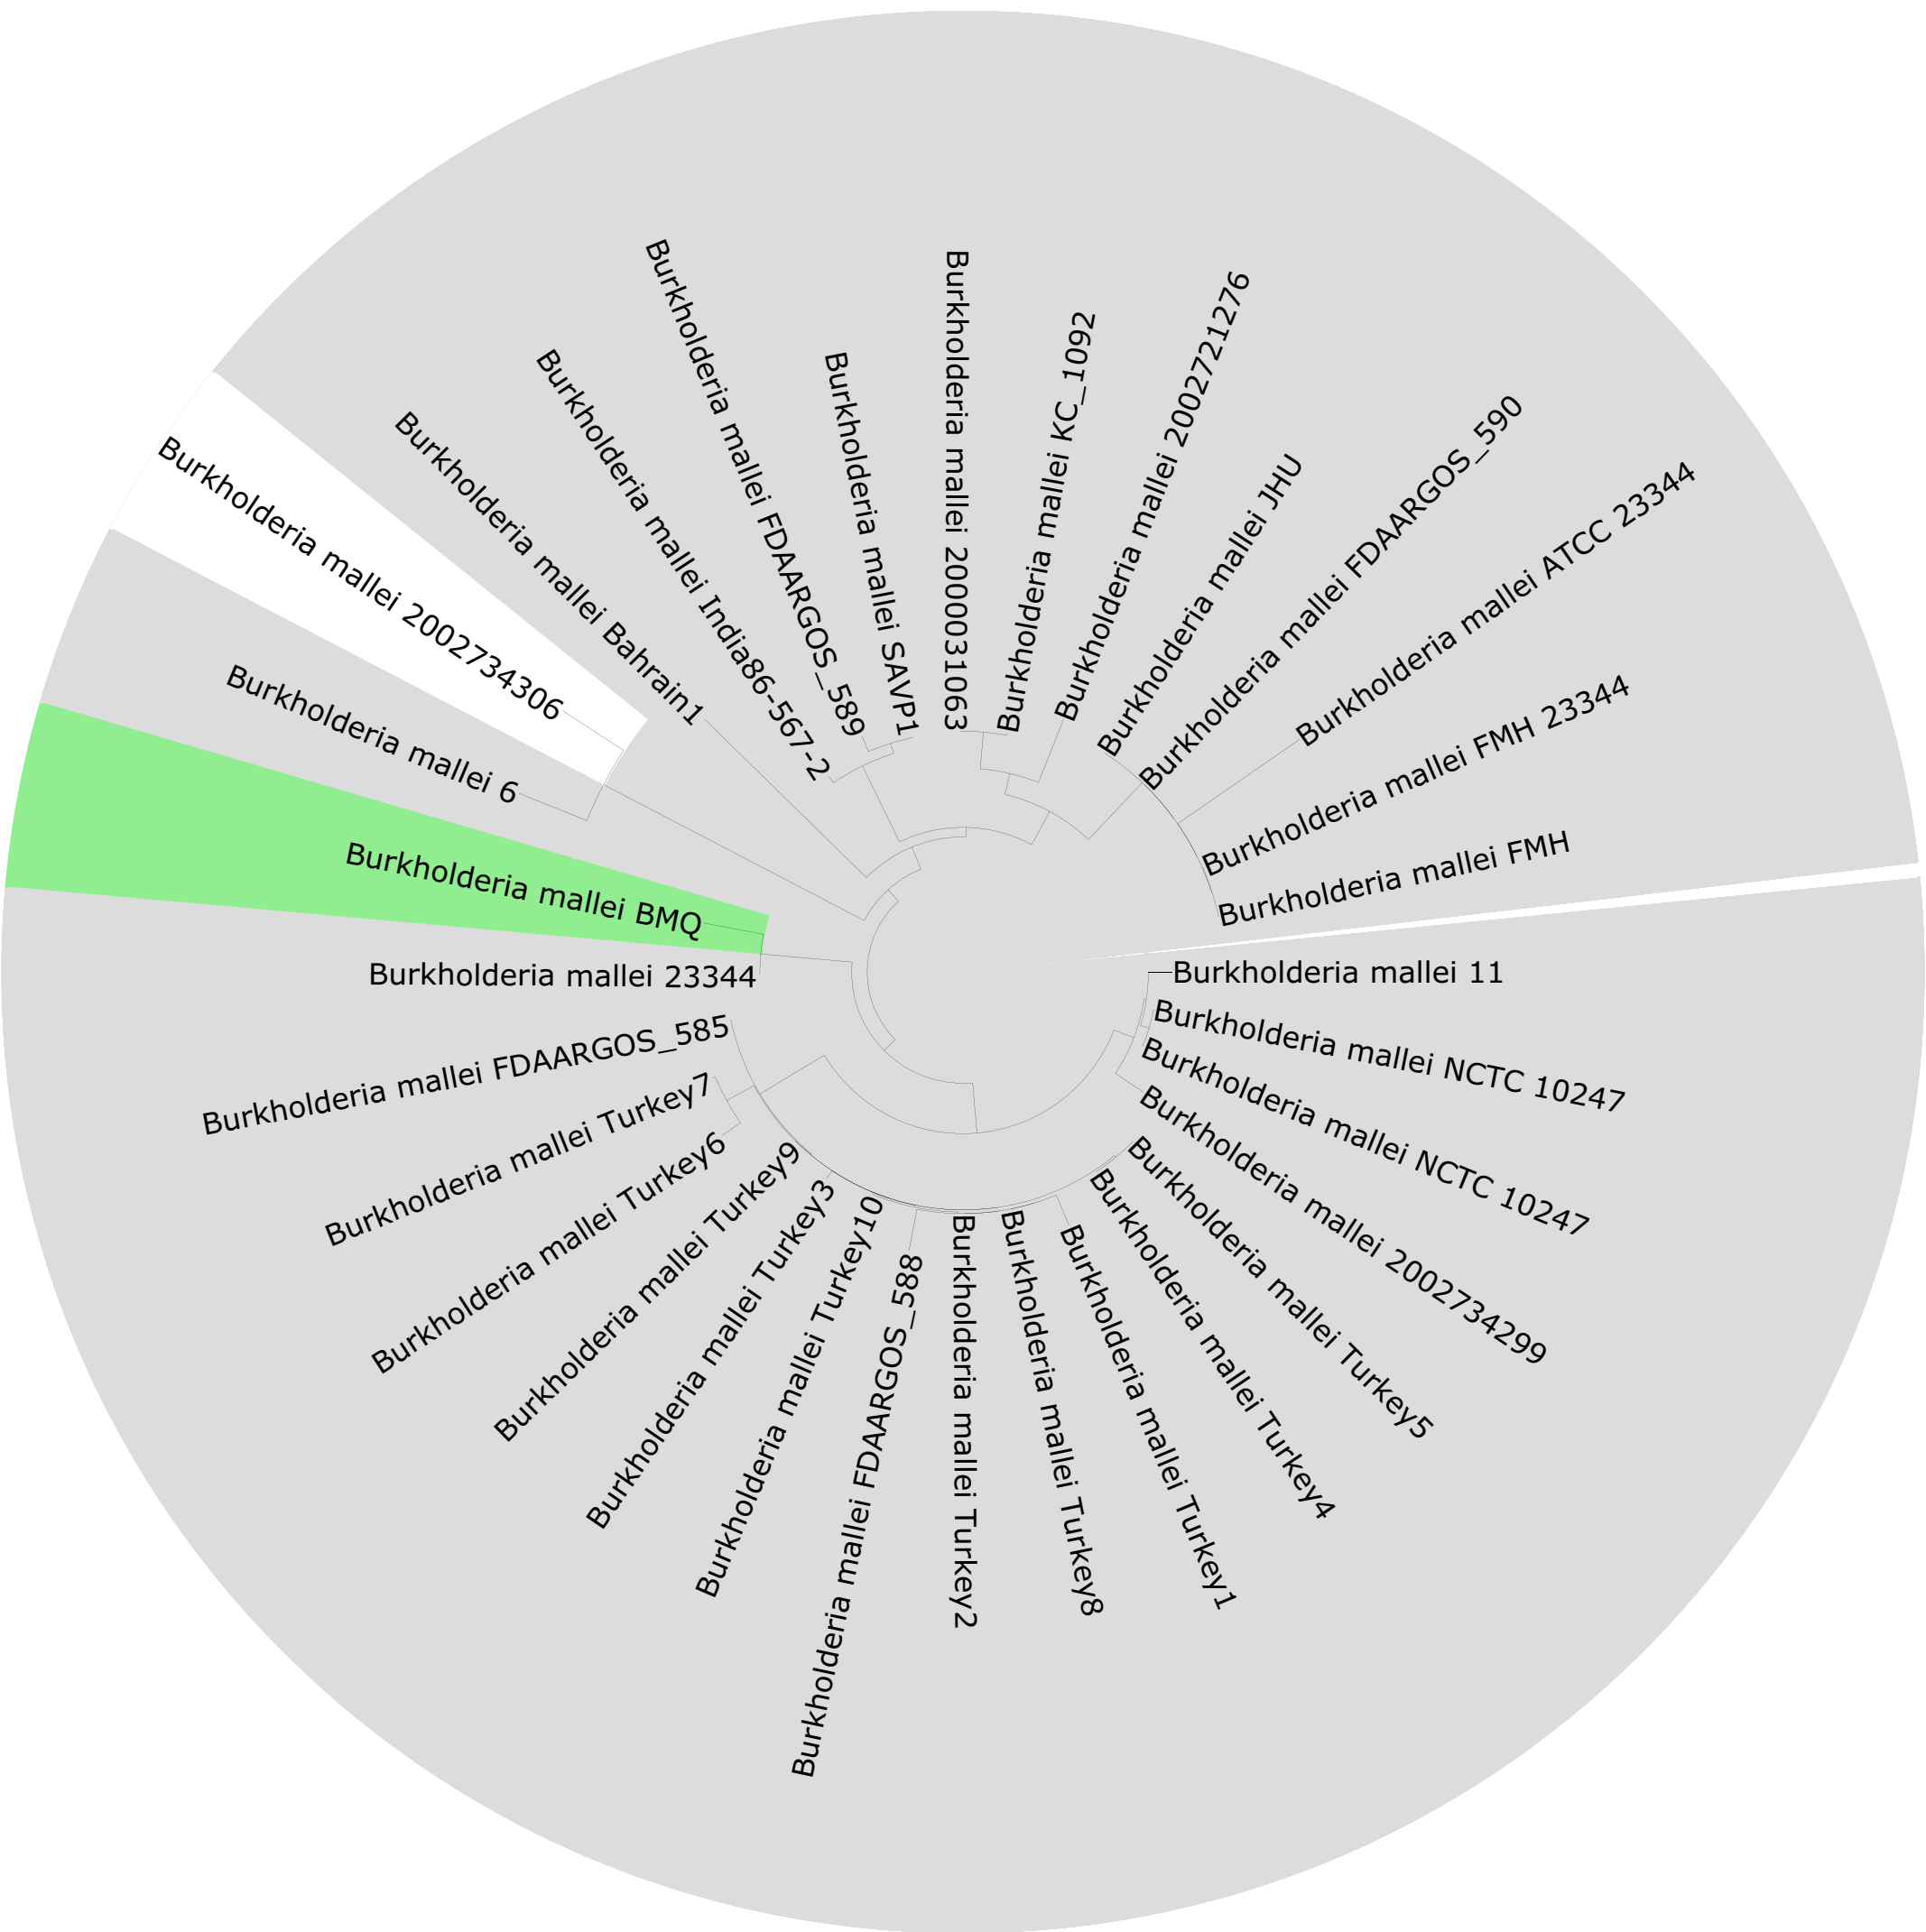 Burkholderia mallei 2000031063
Burkholderia mallei KC_1092
Burkholderia mallei 2002721276
Burkholderia mallei JHU
Burkholderia mallei FDAARGOS_590
Burkholderia mallei ATCC 23344
Burkholderia mallei FMH 23344
Burkholderia mallei FMH
Burkholderia mallei 11
Burkholderia mallei NCTC 10247
Burkholderia mallei NCTC 10247
Burkholderia mallei 2002734299
Burkholderia mallei Turkey5
Burkholderia mallei Turkey4
Burkholderia mallei Turkey1
Burkholderia mallei Turkey8
Burkholderia mallei Turkey2
Burkholderia mallei FDAARGOS_588
Burkholderia mallei Turkey10
Burkholderia mallei Turkey3
Burkholderia mallei Turkey9
Burkholderia mallei Turkey6
Burkholderia mallei Turkey7
Burkholderia mallei FDAARGOS_585
Burkholderia mallei 23344
Burkholderia mallei BMQ
Burkholderia mallei 6
Burkholderia mallei 2002734306
Burkholderia mallei Bahrain1
Burkholderia mallei India86-567-2
Burkholderia mallei FDAARGOS_589
Burkholderia mallei SAVP1